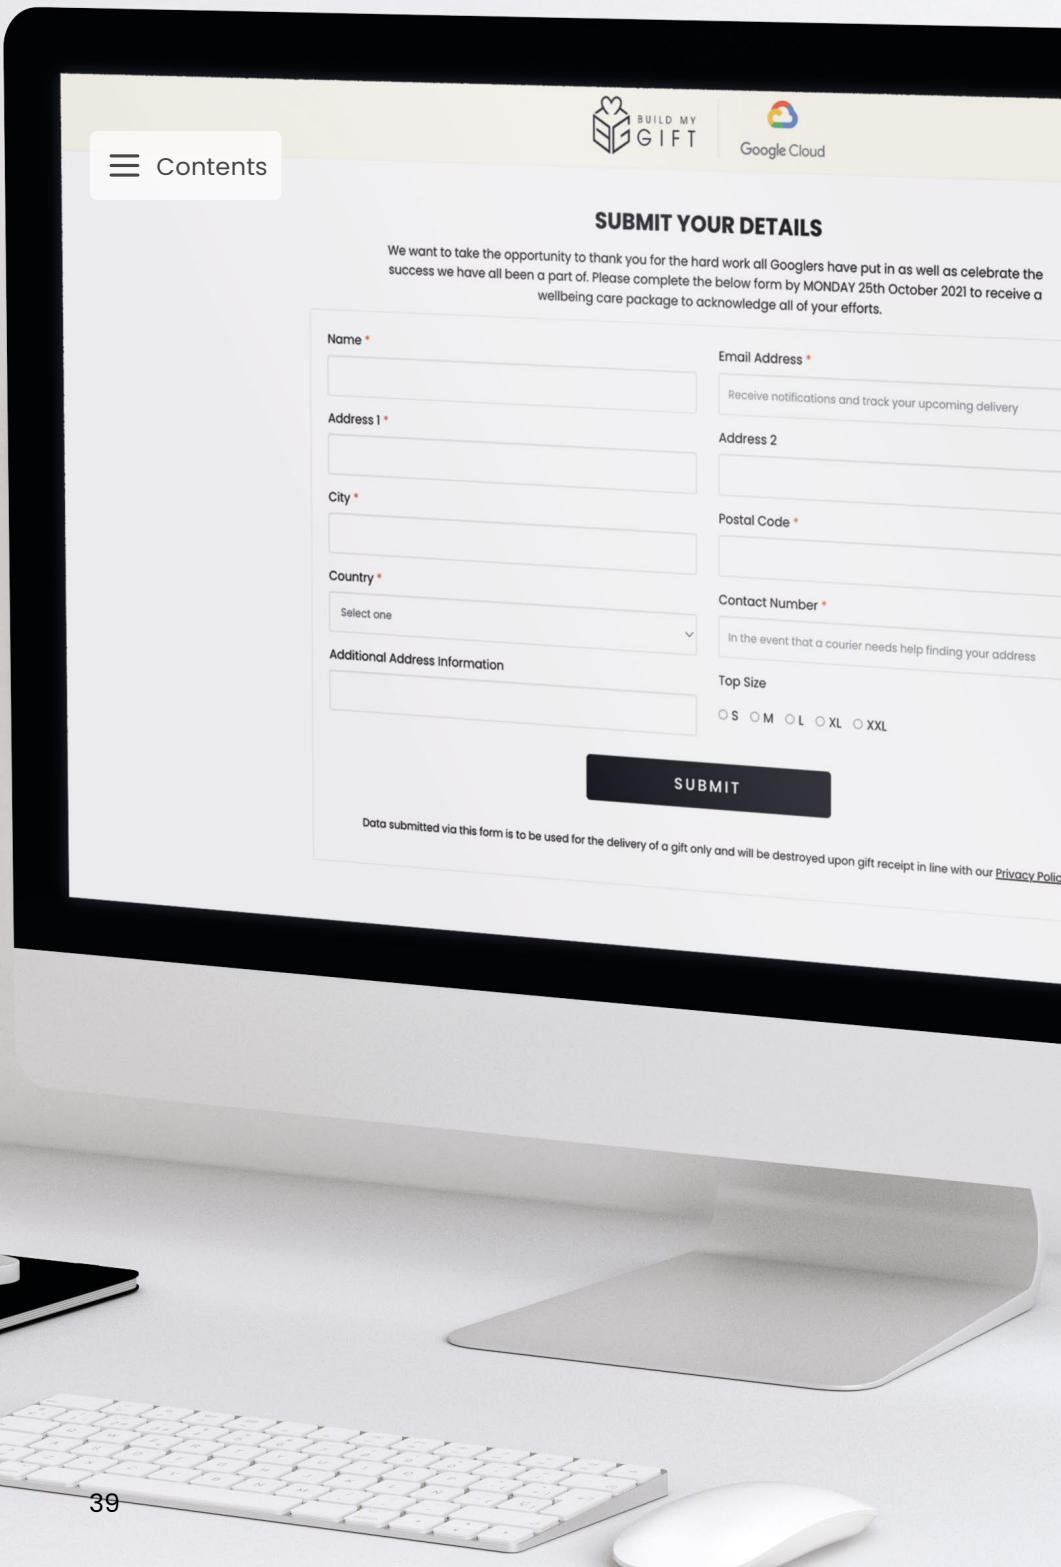 BUILD MY
GIFT
Google Cloud
Contents
SUBMIT YOUR DETAILS
We want to take the opportunity to thank you for the hard work all Googlers have put in as well as celebrate the
success we have all been a part of. Please complete the below form by MONDAY 25th October 2021 to receive a
wellbeing care package to acknowledge all of your efforts.
Name *
Email Address *
Receive notifications and track your upcoming delivery
Address 1 *
Address 2
City *
Postal Code *
Country *
Select one
Contact Number *
In the event that a courier needs help finding your address
Additional Address Information
Top Size
S M L XL XXL
SUBMIT
Data submitted via this form is to be used for the delivery of a gift only and will be destroyed upon gift receipt in line with our Privacy Polic
39